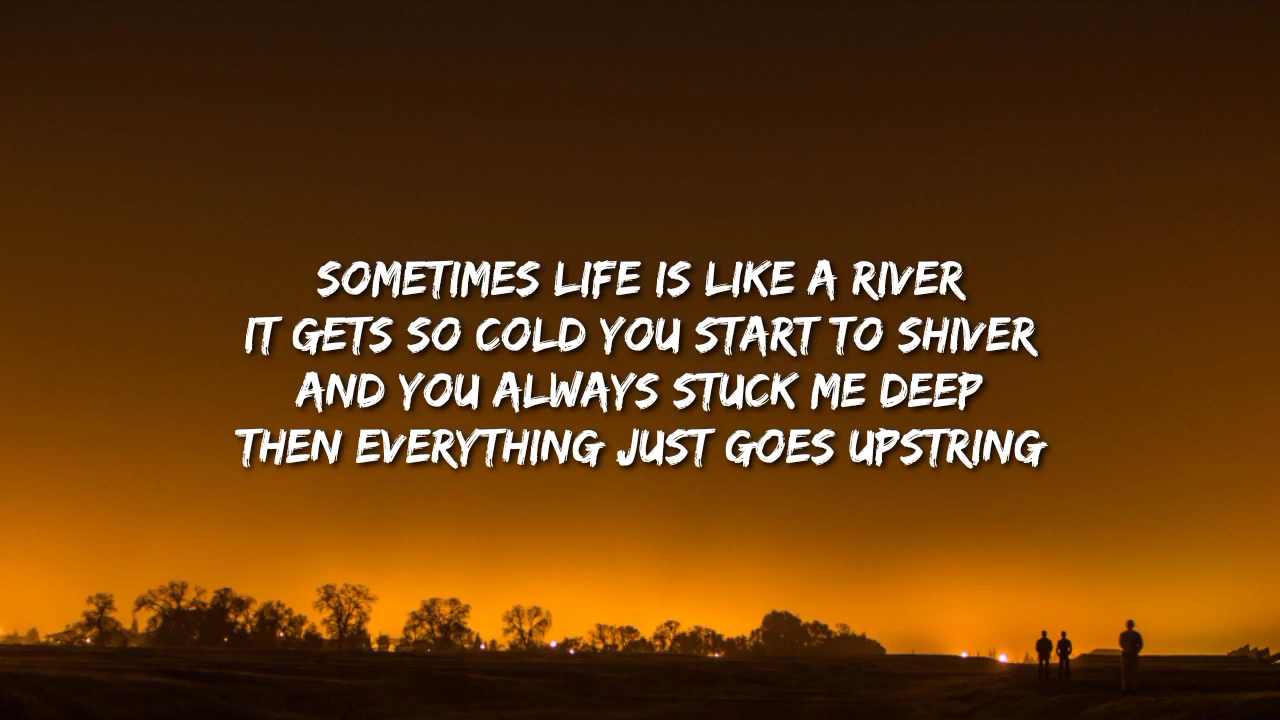 SOMETIMES LIFE IS LIKE A RIVER
IT GETS SO COLD YOU START TO SHIVER
AND YOU ALWAYS STUCK ME DEEP
THEN EVERYTHING JUST GOES UPSTRING